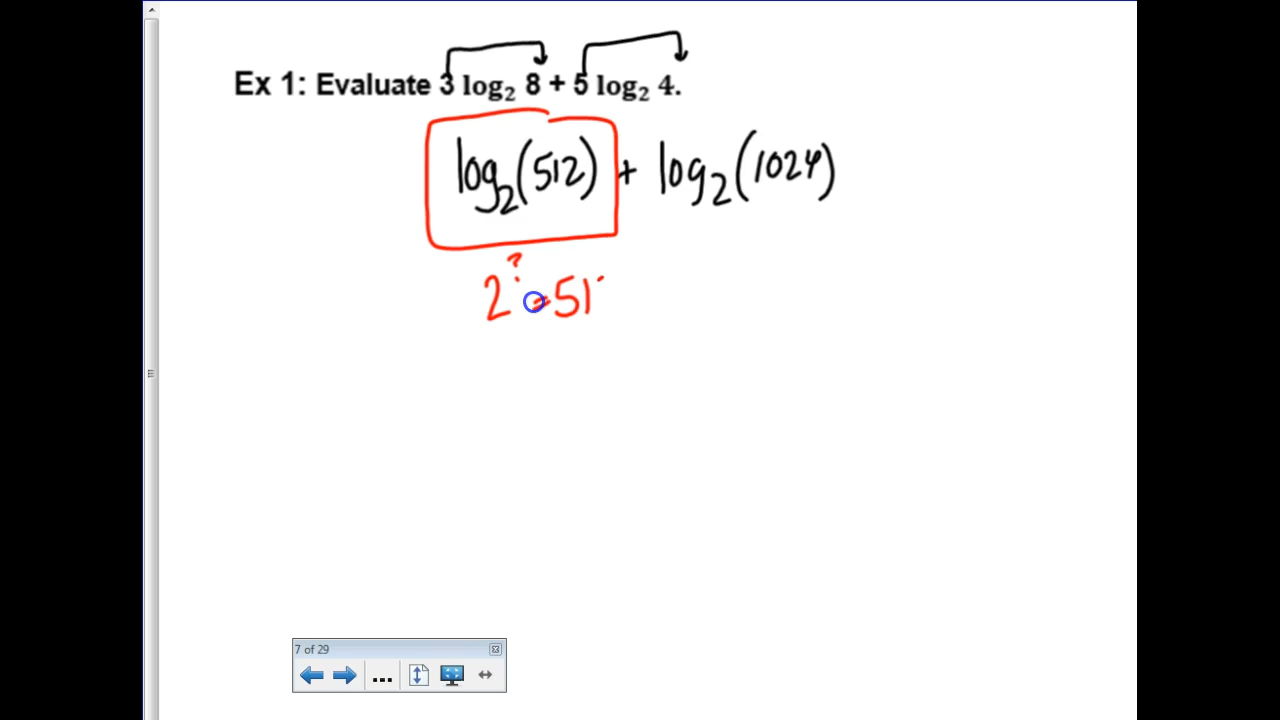 Ex 1: Evaluate 3 log₂ 8 + 5 log₂ 4.
log₂(512) + log₂(1024)
2^? = 51
7 of 29